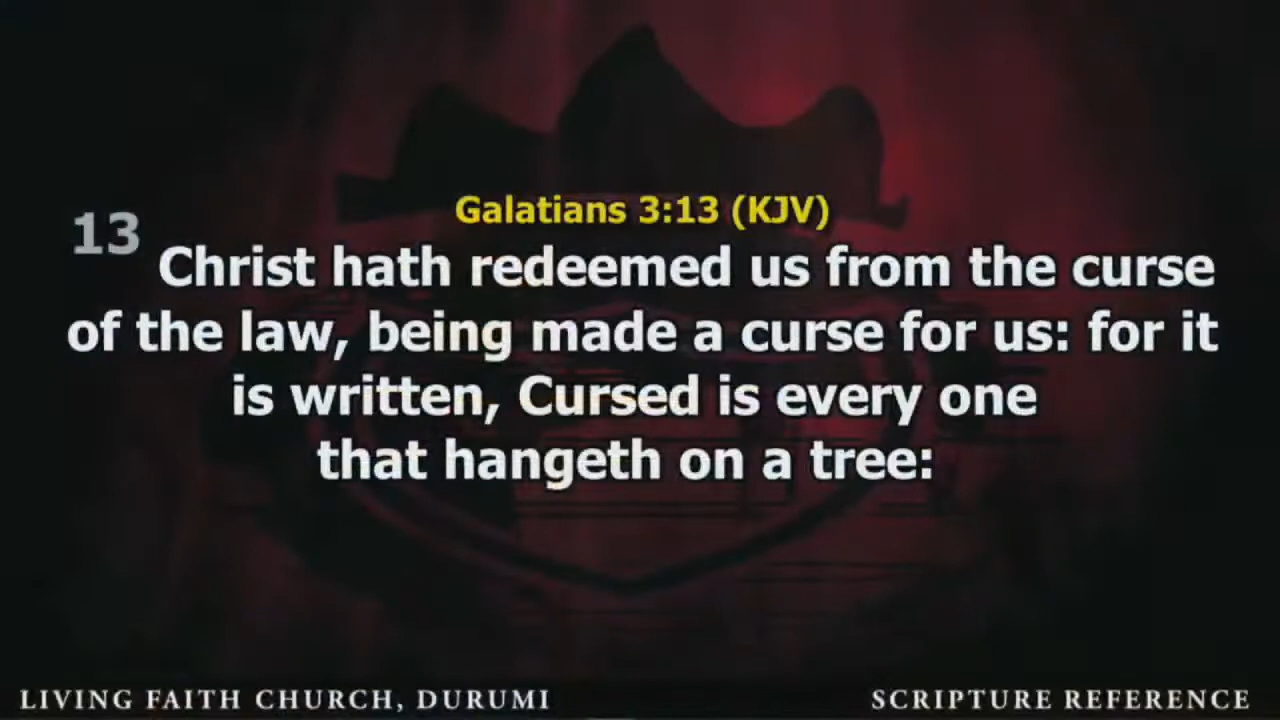 Galatians 3:13 (KJV)
13 Christ hath redeemed us from the curse
of the law, being made a curse for us: for it
is written, Cursed is every one
that hangeth on a tree:
LIVING FAITH CHURCH, DURUMI
SCRIPTURE REFERENCE